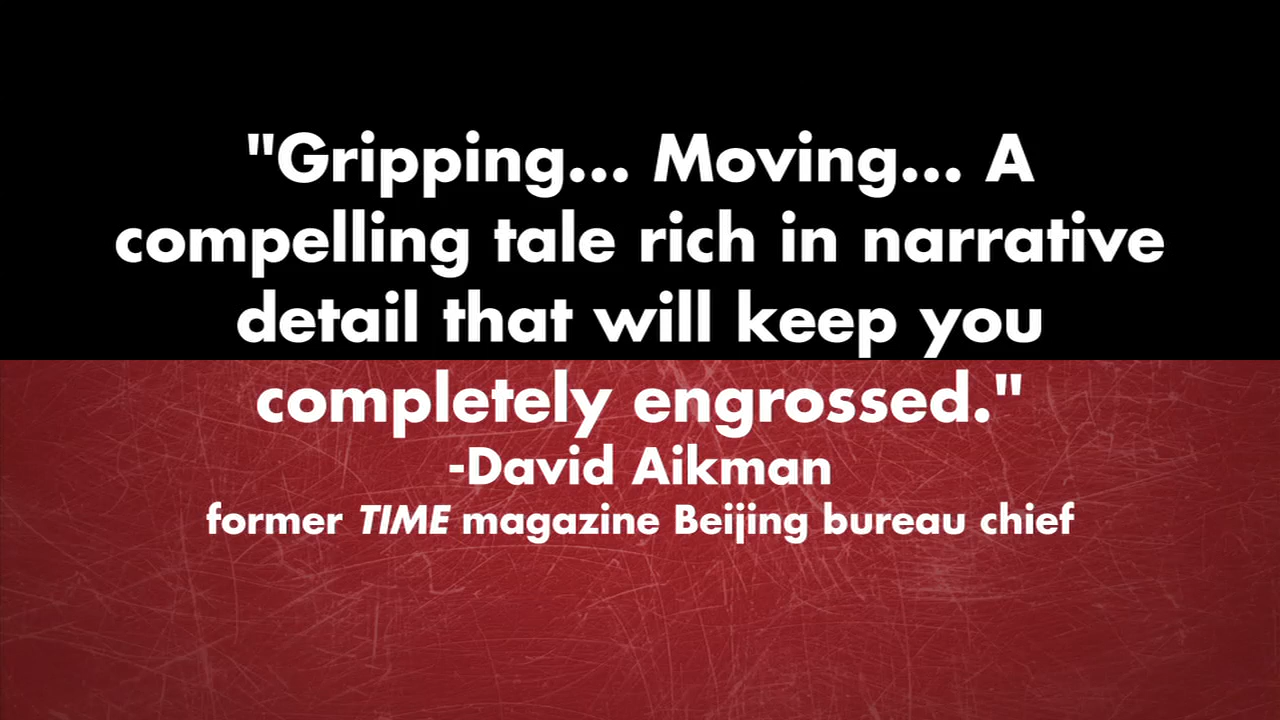 "Gripping... Moving... A
compelling tale rich in narrative
detail that will keep you
completely engrossed."
-David Aikman
former TIME magazine Beijing bureau chief